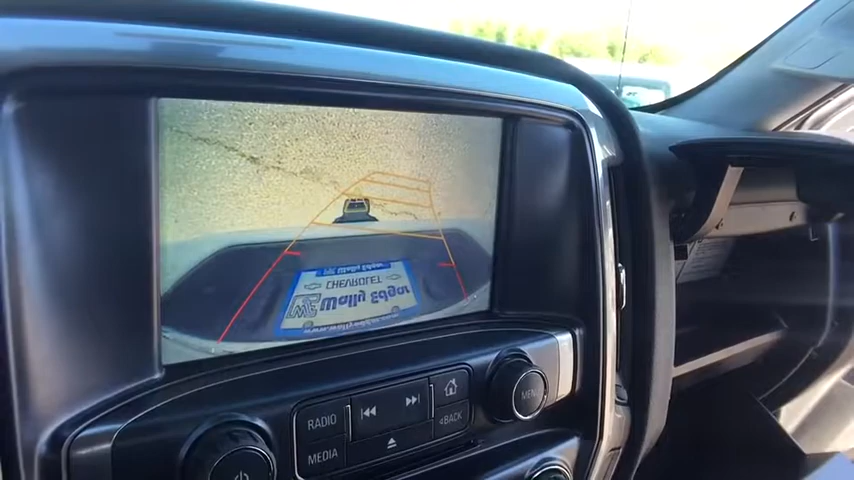 Wally Edgar
CHEVROLET
RADIO
MEDIA
BACK
MENU